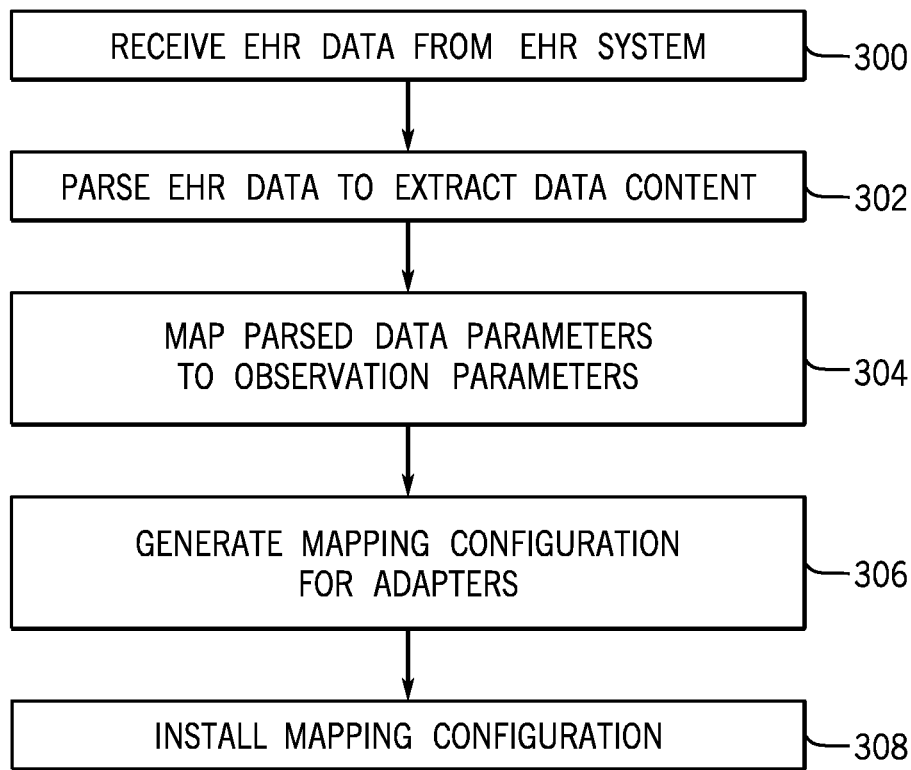 RECEIVE EHR DATA FROM EHR SYSTEM
300
PARSE EHR DATA TO EXTRACT DATA CONTENT
302
MAP PARSED DATA PARAMETERS
TO OBSERVATION PARAMETERS
304
GENERATE MAPPING CONFIGURATION
FOR ADAPTERS
306
INSTALL MAPPING CONFIGURATION
308